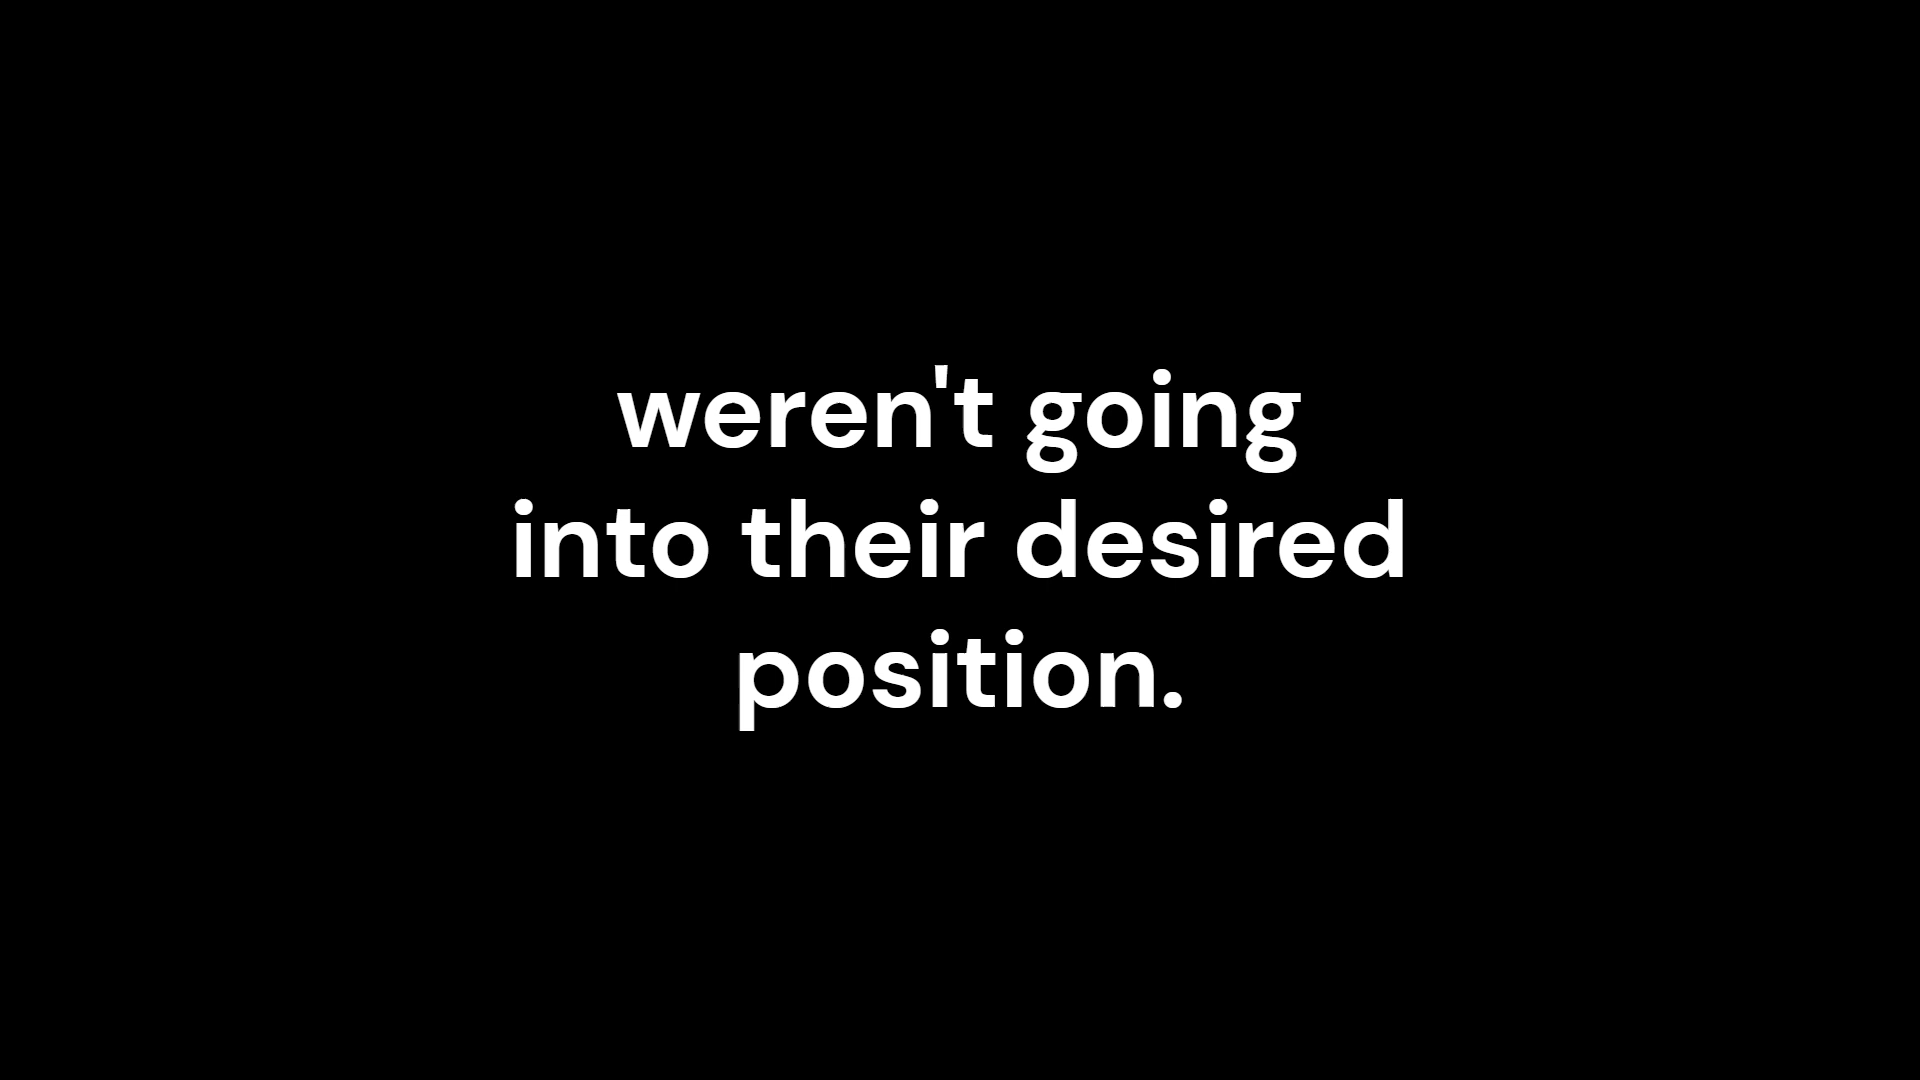 weren't going
into their desired
position.